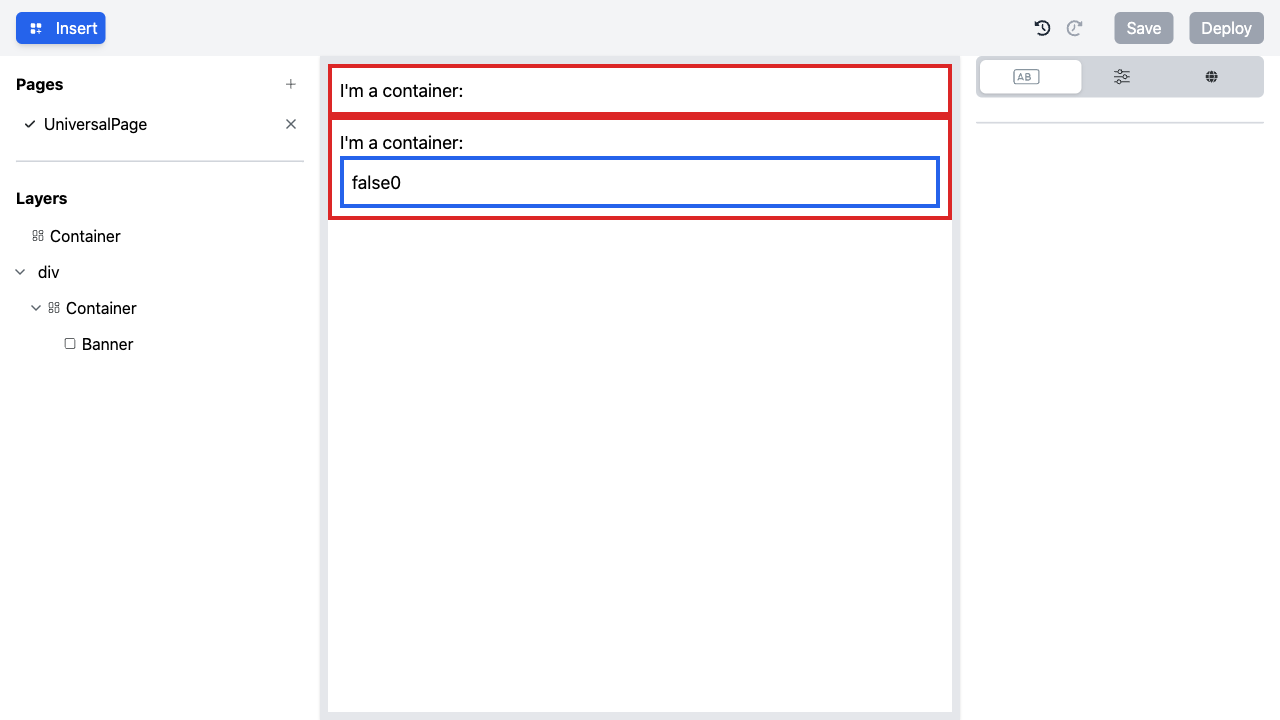 Insert
Save
Deploy
Pages
UniversalPage
Layers
Container
div
Container
Banner
I'm a container:
I'm a container:
false0
AB